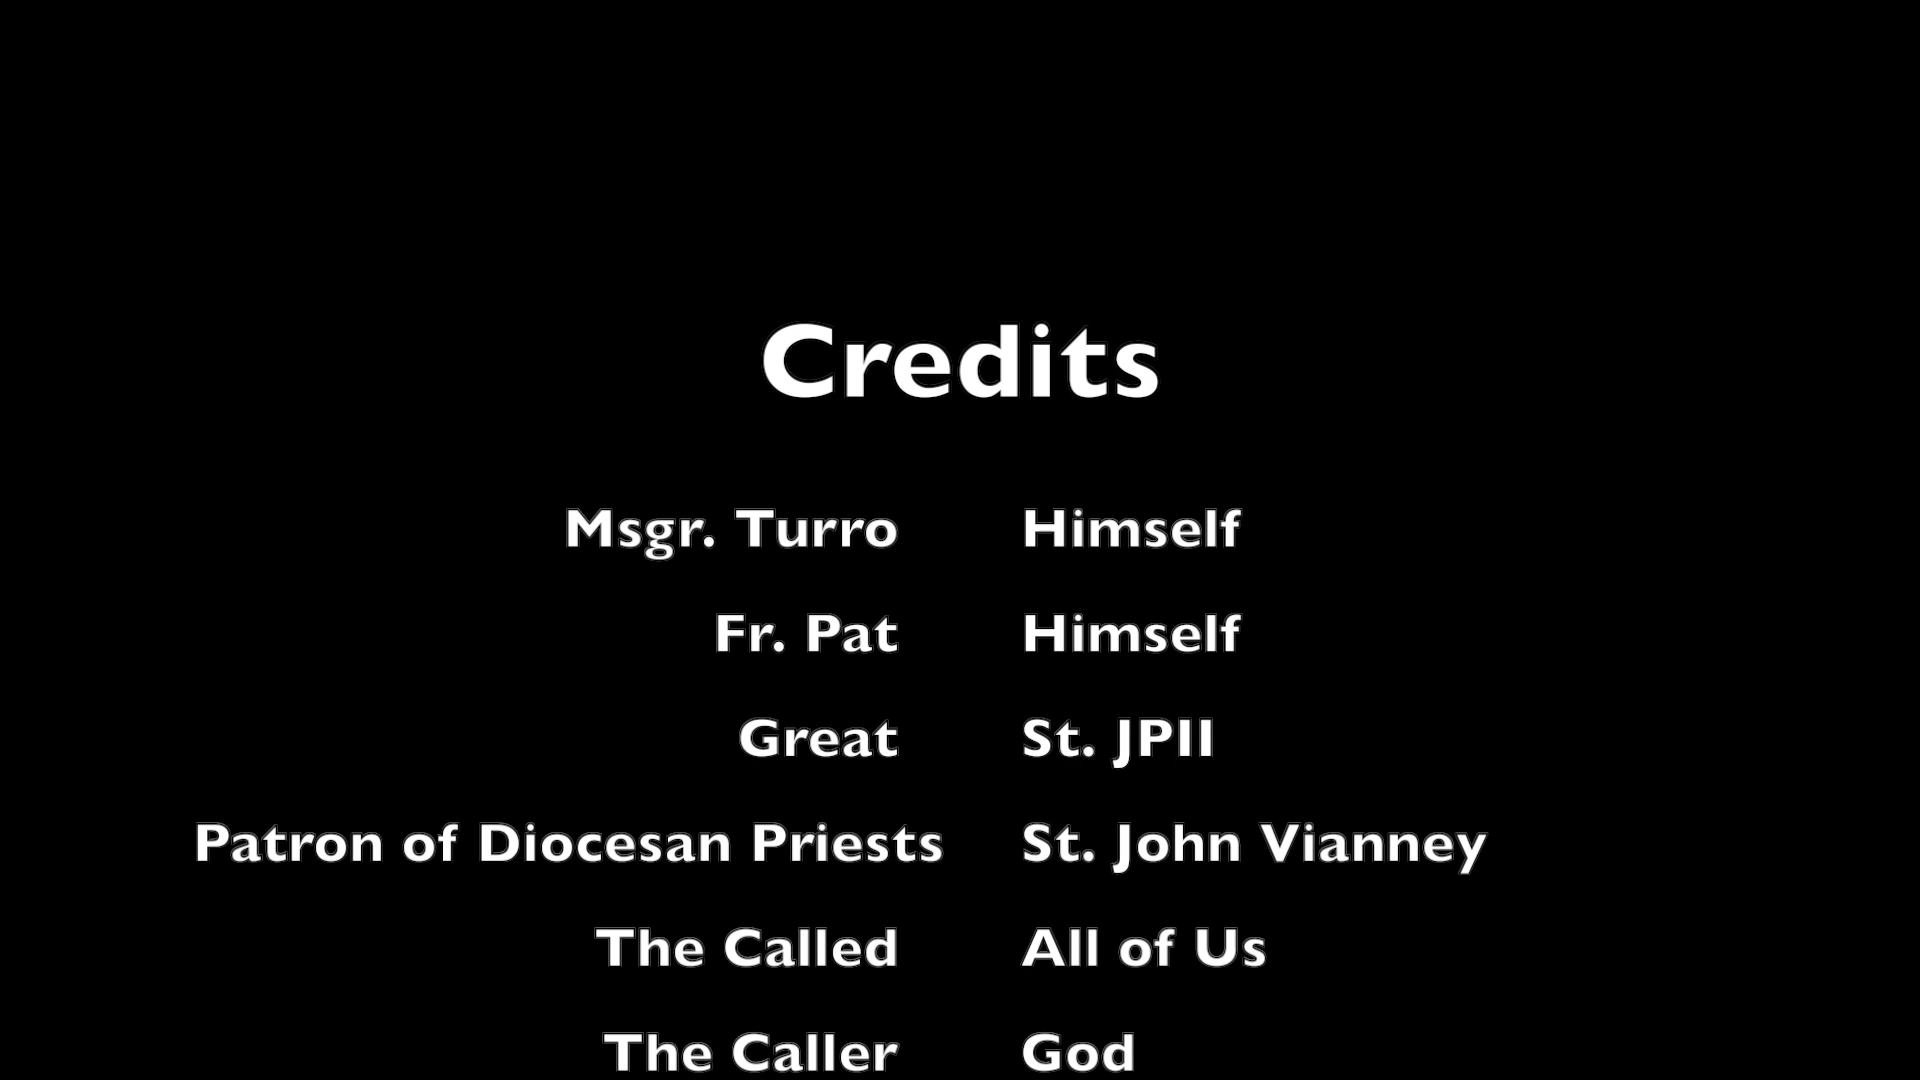 Credits
Msgr. Turro Himself
Fr. Pat Himself
Great St. JPII
Patron of Diocesan Priests St. John Vianney
The Called All of Us
The Caller God